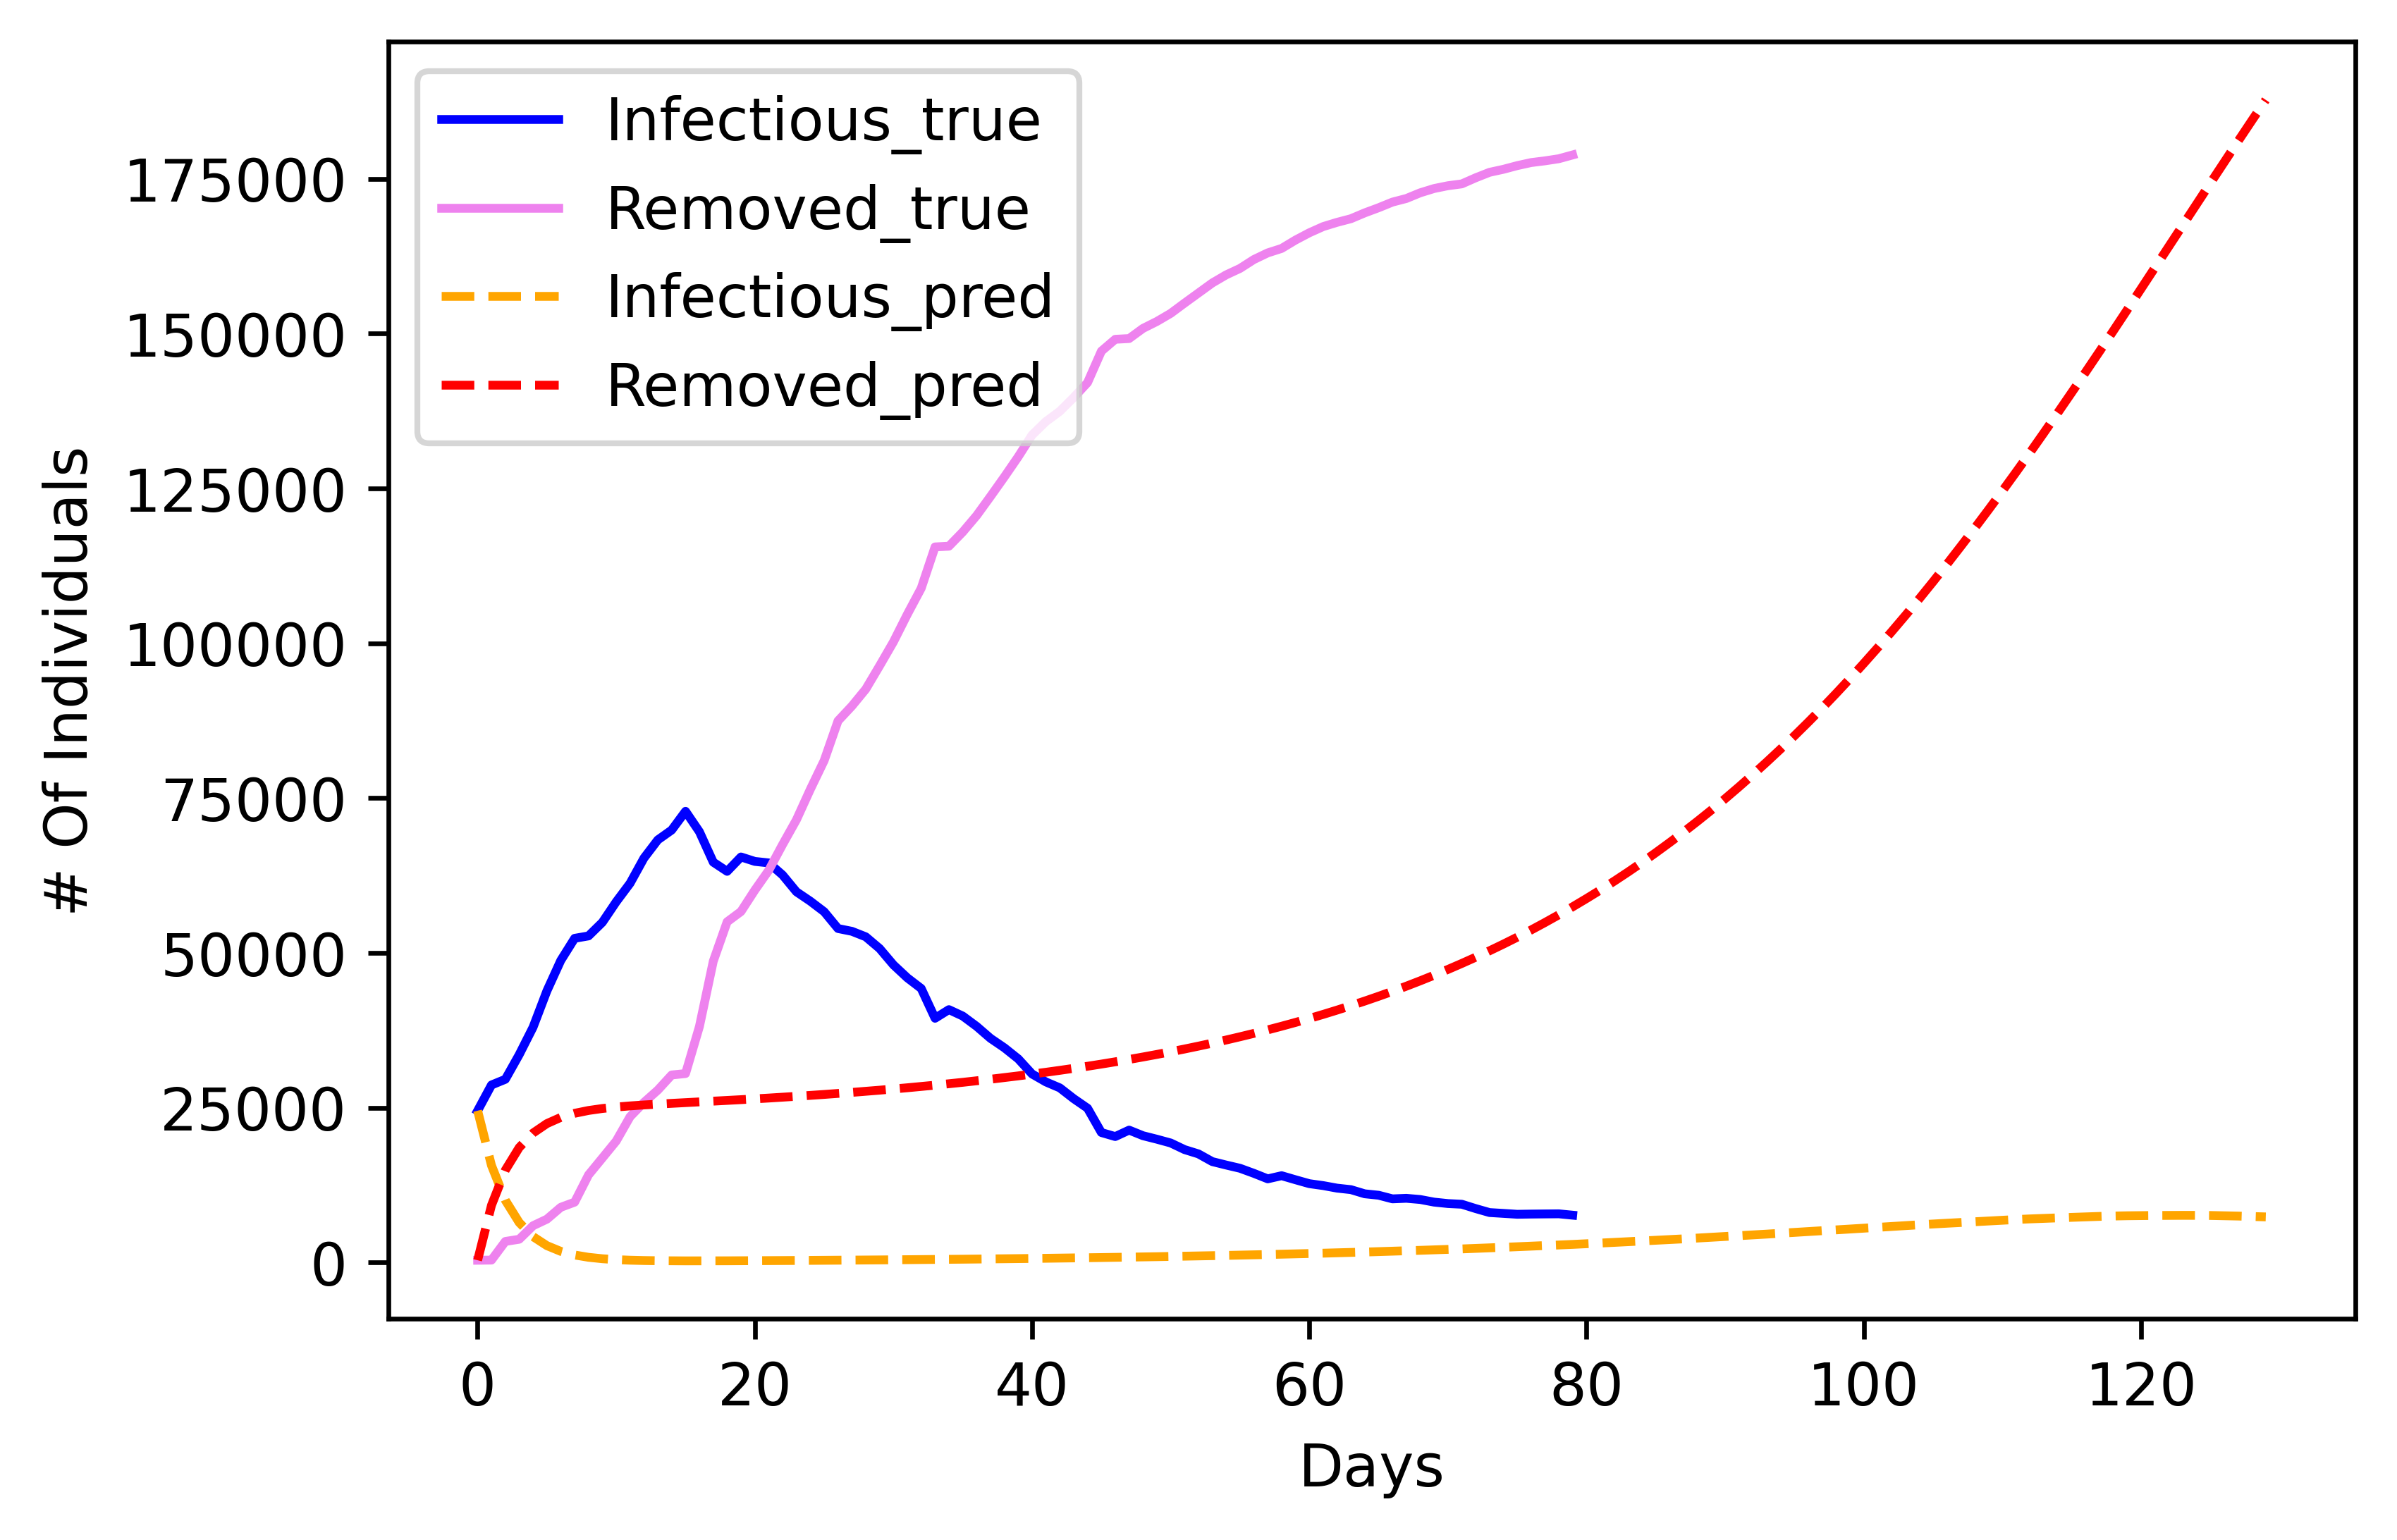 Infectious_true
Removed_true
Infectious_pred
Removed_pred
# Of Individuals
175000
150000
125000
100000
75000
50000
25000
0
0 20 40 60 80 100 120
Days